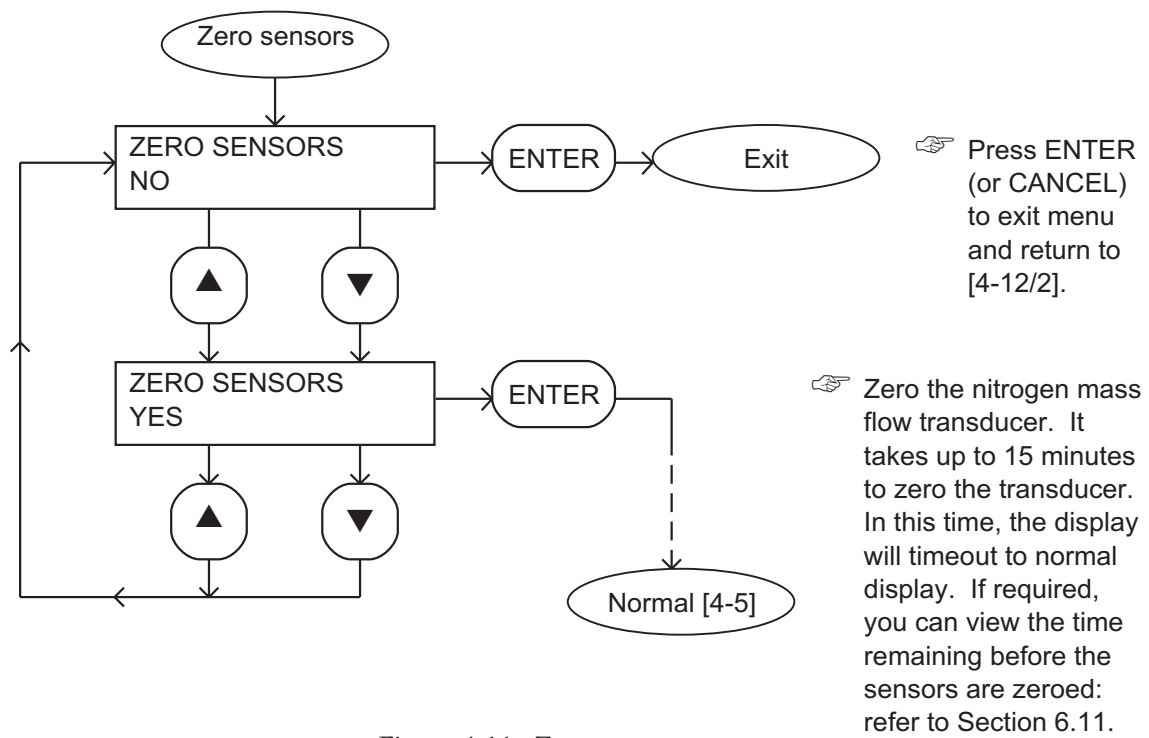 Zero sensors
ZERO SENSORS
NO
ENTER
Exit
Press ENTER
(or CANCEL)
to exit menu
and return to
[4-12/2].
ZERO SENSORS
YES
ENTER
Normal [4-5]
Zero the nitrogen mass
flow transducer. It
takes up to 15 minutes
to zero the transducer.
In this time, the display
will timeout to normal
display. If required,
you can view the time
remaining before the
sensors are zeroed:
refer to Section 6.11.